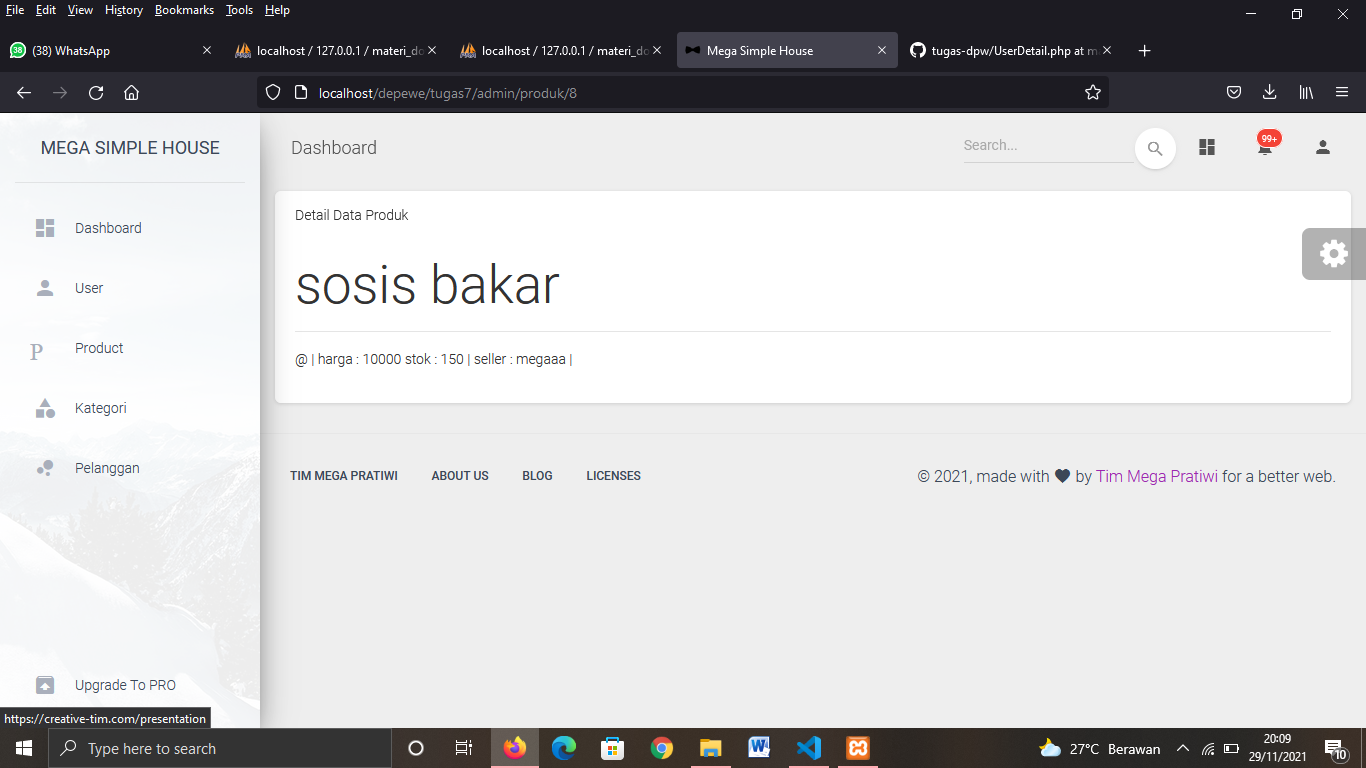 File Edit View History Bookmarks Tools Help
38 (38) WhatsApp
localhost / 127.0.0.1 / materi_do
localhost / 127.0.0.1 / materi_do
Mega Simple House
tugas-dpw/UserDetail.php at m
localhost/depewe/tugas7/admin/produk/8
MEGA SIMPLE HOUSE
Dashboard
User
P Product
Kategori
Pelanggan
Upgrade To PRO
https://creative-tim.com/presentation
Dashboard
Search...
99+
Detail Data Produk
sosis bakar
@ | harga : 10000 stok : 150 | seller : megaaa |
TIM MEGA PRATIWI ABOUT US BLOG LICENSES
© 2021, made with ♥ by Tim Mega Pratiwi for a better web.
Type here to search
27°C Berawan
20:09
29/11/2021
10